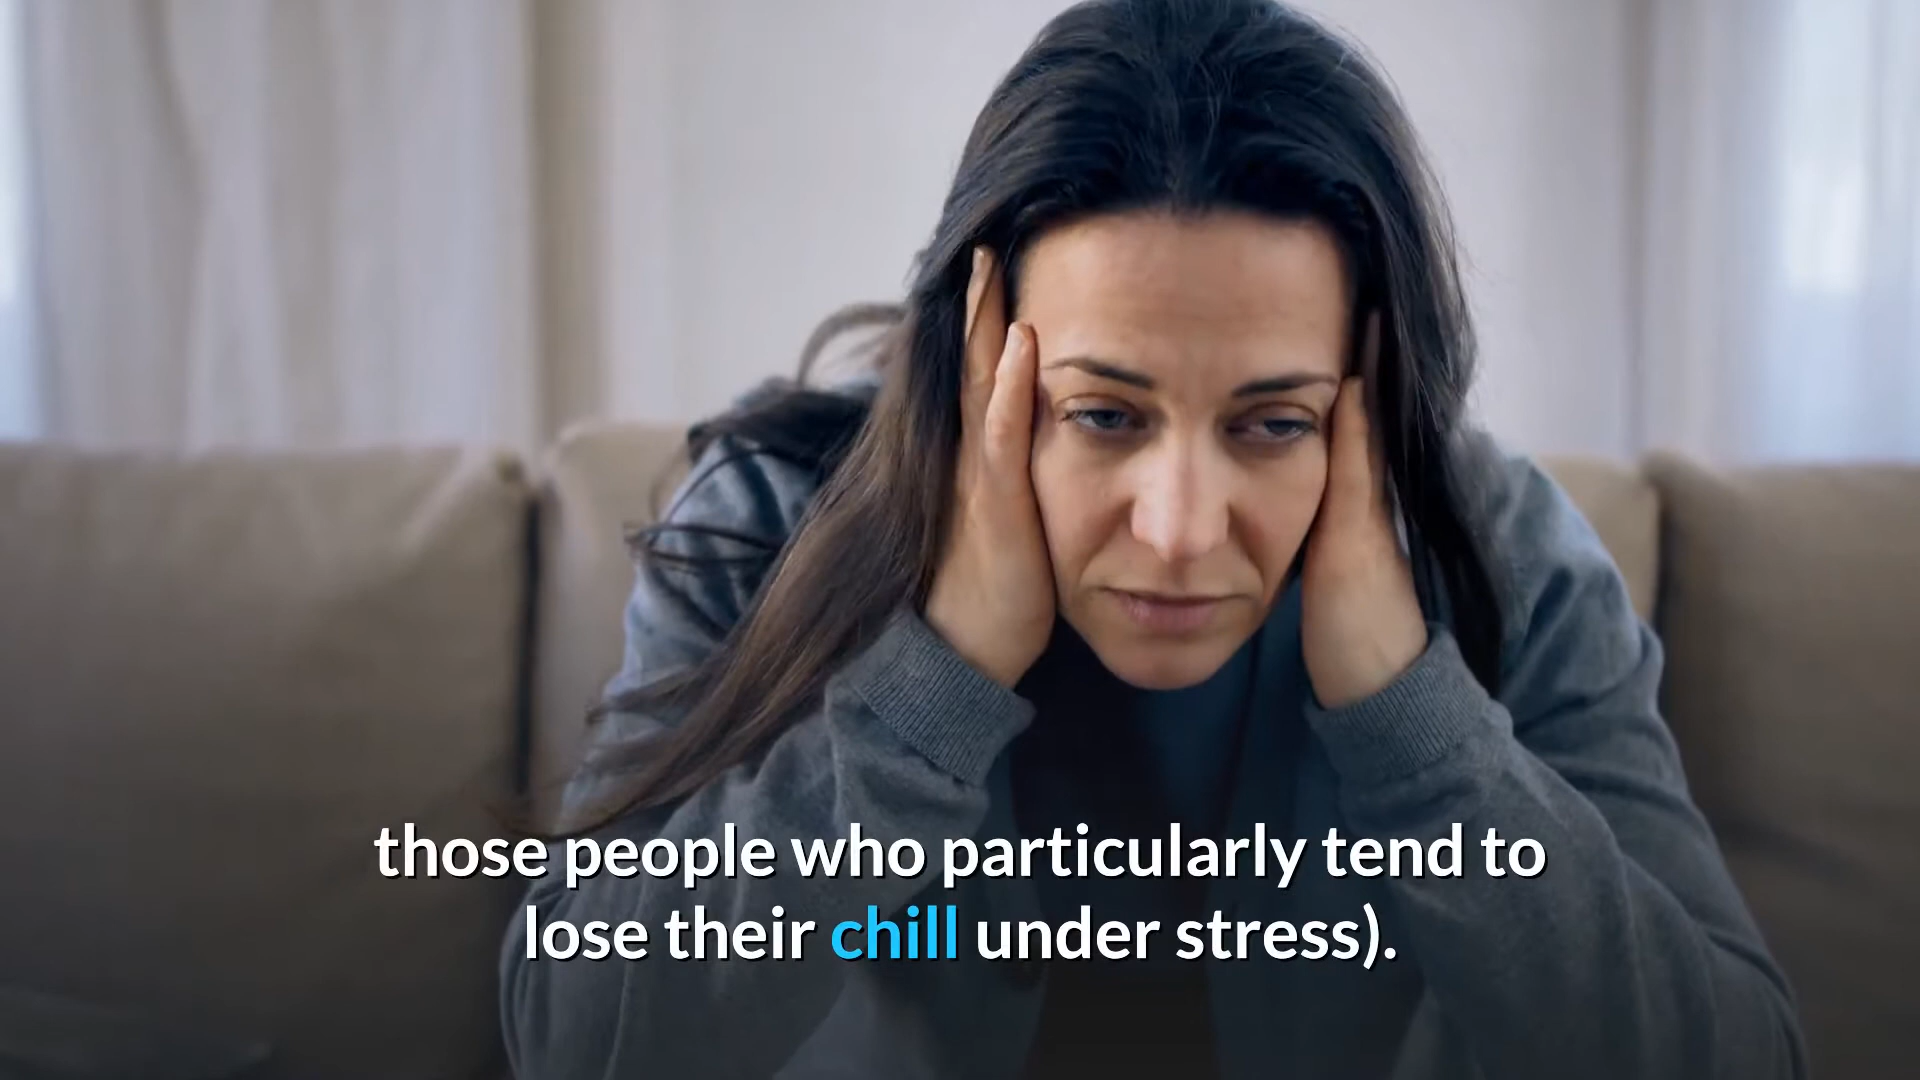 those people who particularly tend to
lose their chill under stress).